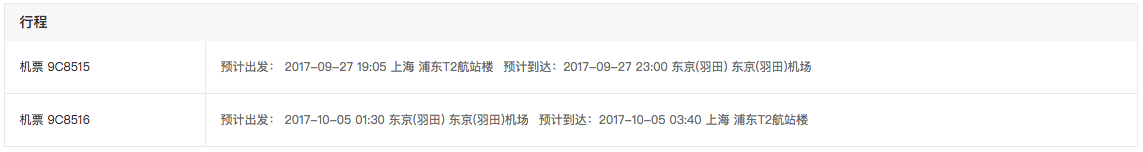 行程
机票 9C8515 预计出发： 2017-09-27 19:05 上海 浦东T2航站楼 预计到达：2017-09-27 23:00 东京(羽田) 东京(羽田)机场
机票 9C8516 预计出发： 2017-10-05 01:30 东京(羽田) 东京(羽田)机场 预计到达：2017-10-05 03:40 上海 浦东T2航站楼